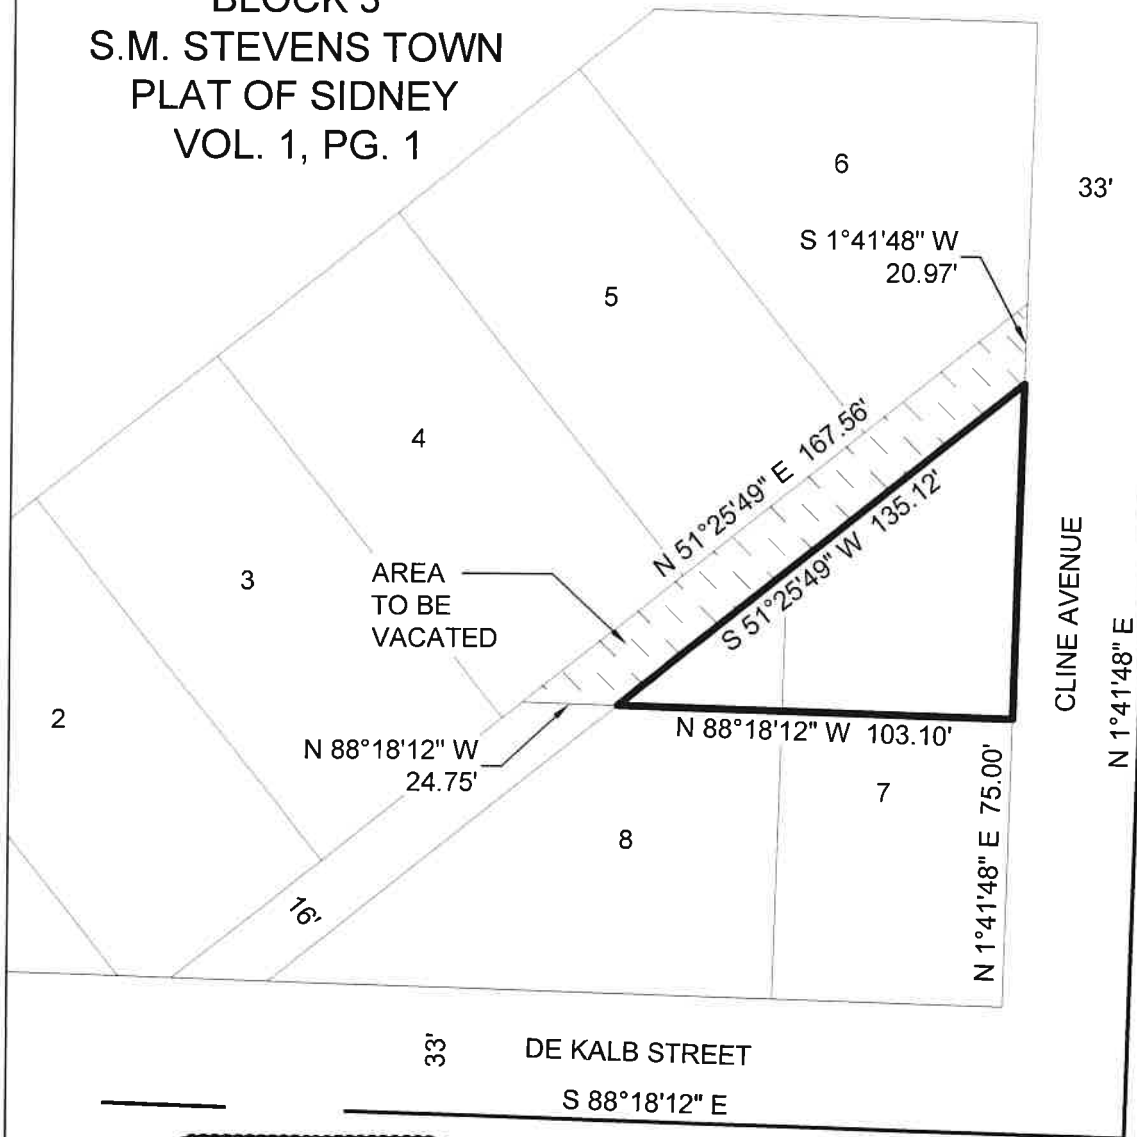 BLOCK 3
S.M. STEVENS TOWN
PLAT OF SIDNEY
VOL. 1, PG. 1
6
33'
S 1°41'48" W
20.97'
5
4
N 51°25'49" E 167.56'
S 51°25'49" W 135.12'
3
AREA
TO BE
VACATED
CLINE AVENUE
N 1°41'48" E
2
N 88°18'12" W
24.75'
N 88°18'12" W 103.10'
7
N 1°41'48" E 75.00'
8
16'
33'
DE KALB STREET
S 88°18'12" E